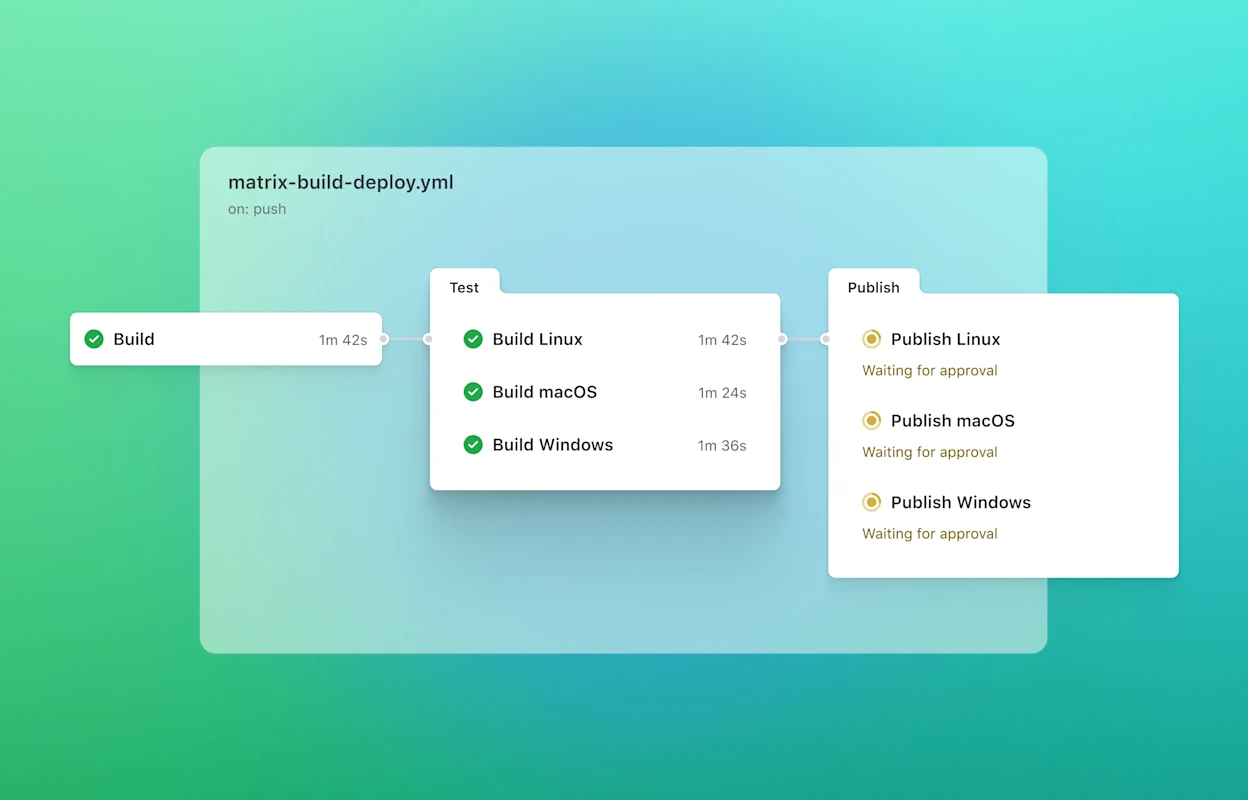 matrix-build-deploy.yml
on: push
Build 1m 42s
Test
Build Linux 1m 42s
Build macOS 1m 24s
Build Windows 1m 36s
Publish
Publish Linux
Waiting for approval
Publish macOS
Waiting for approval
Publish Windows
Waiting for approval